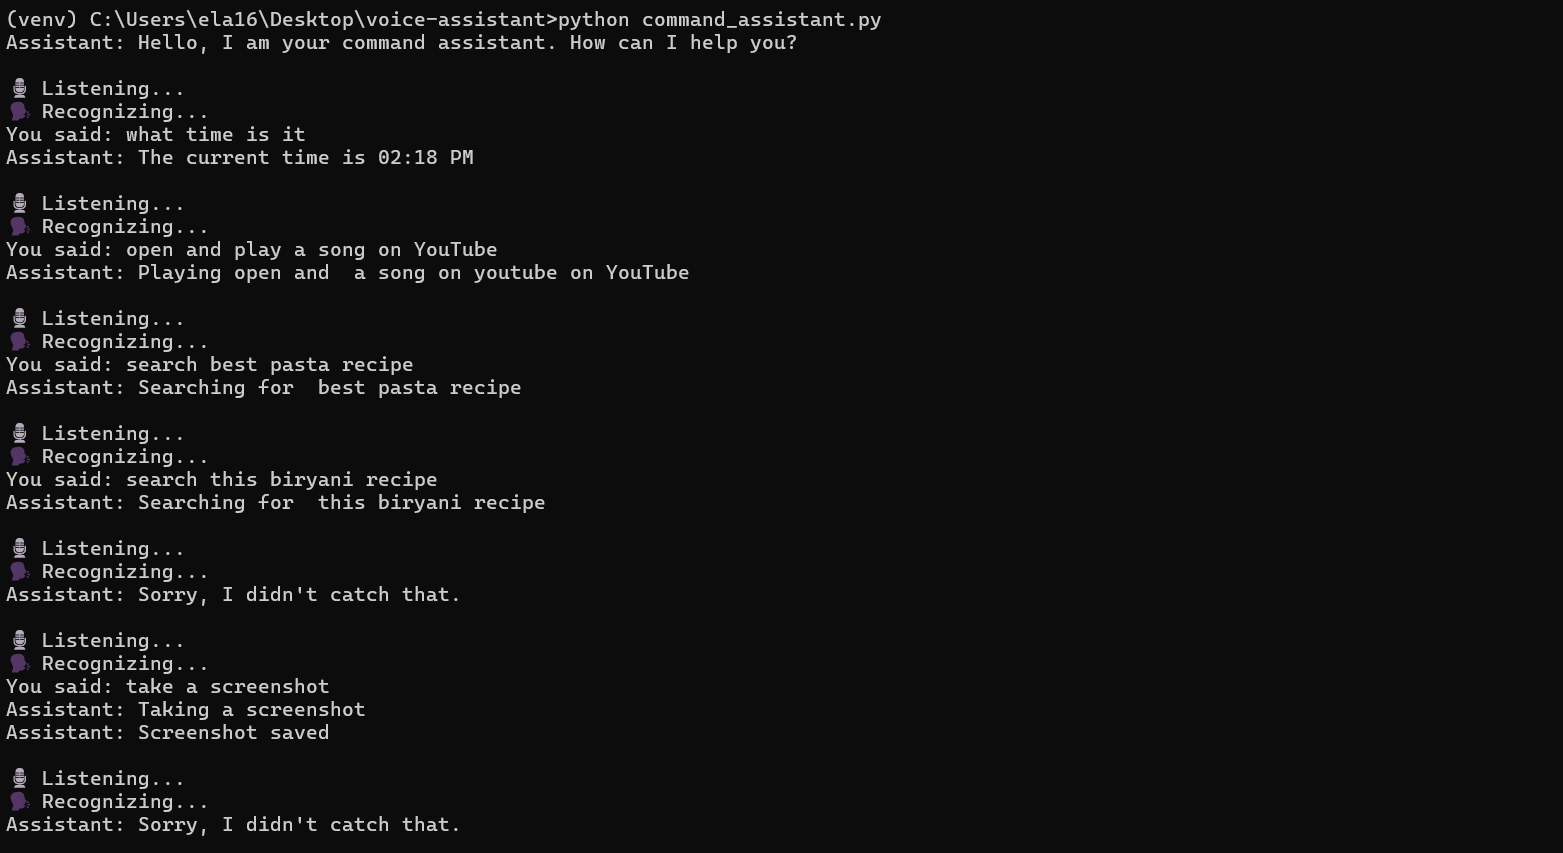 (venv) C:\Users\ela16\Desktop\voice-assistant>python command_assistant.py
Assistant: Hello, I am your command assistant. How can I help you?
🎙 Listening...
🗣 Recognizing...
You said: what time is it
Assistant: The current time is 02:18 PM
🎙 Listening...
🗣 Recognizing...
You said: open and play a song on YouTube
Assistant: Playing open and  a song on youtube on YouTube
🎙 Listening...
🗣 Recognizing...
You said: search best pasta recipe
Assistant: Searching for  best pasta recipe
🎙 Listening...
🗣 Recognizing...
You said: search this biryani recipe
Assistant: Searching for  this biryani recipe
🎙 Listening...
🗣 Recognizing...
Assistant: Sorry, I didn't catch that.
🎙 Listening...
🗣 Recognizing...
You said: take a screenshot
Assistant: Taking a screenshot
Assistant: Screenshot saved
🎙 Listening...
🗣 Recognizing...
Assistant: Sorry, I didn't catch that.